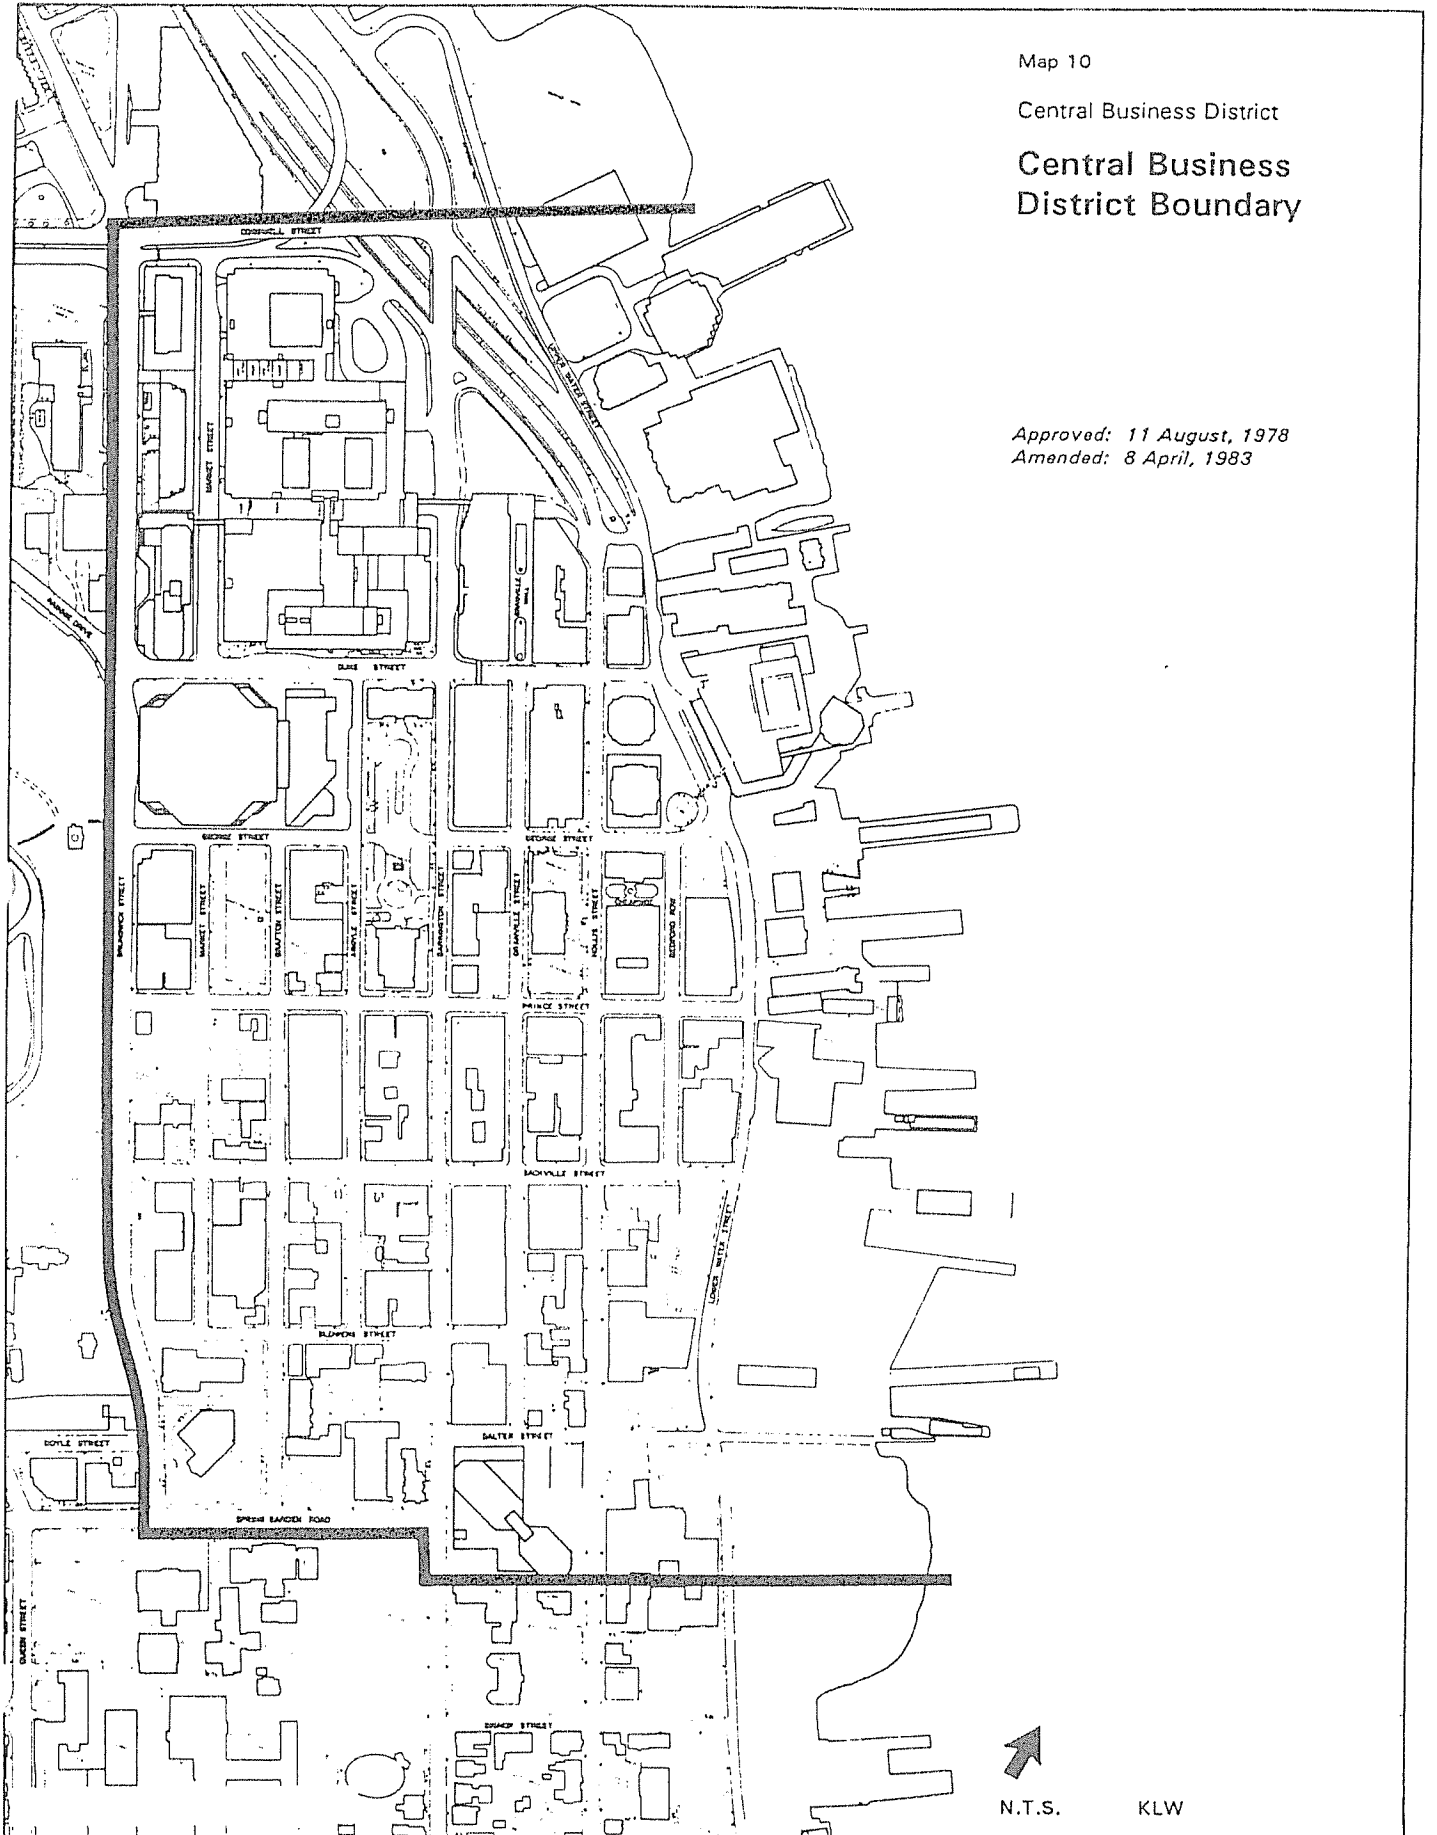 Map 10
Central Business District
Central Business
District Boundary
Approved: 11 August, 1978
Amended: 8 April, 1983
MARKET STREET
LOWER WATER STREET
GRANVILLE
MALL
DUKE STREET
GEORGE STREET
GEORGE STREET
BRUNSWICK STREET
MARKET STREET
GRAFTON STREET
ARGYLE STREET
BARRINGTON STREET
GRANVILLE STREET
HOLLIS STREET
BEDFORD ROW
PRINCE STREET
SACKVILLE STREET
LOWER WATER STREET
BLOWERS STREET
DOYLE STREET
SALTER STREET
SPRING GARDEN ROAD
QUEEN STREET
BISHOP STREET
N.T.S.
KLW